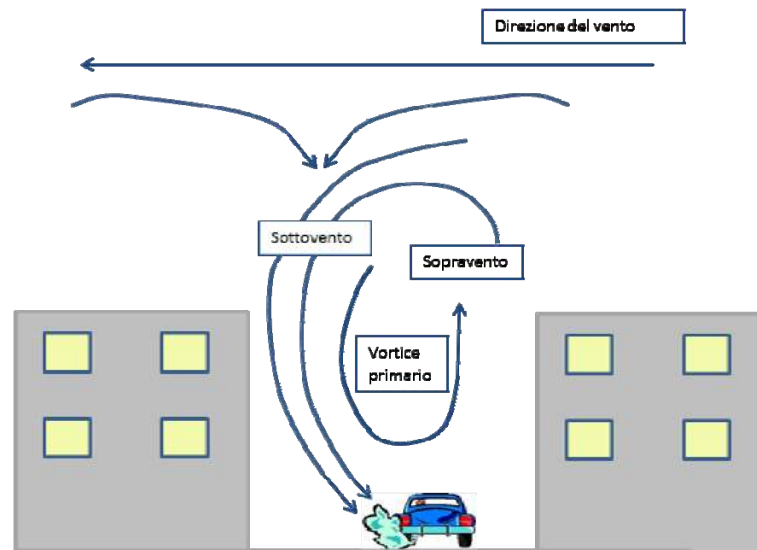 Direzione del vento
Sottovento
Sopravento
Vortice
primario